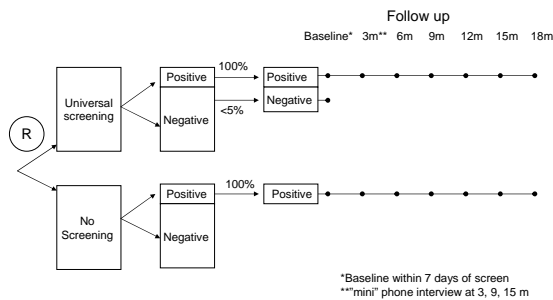 Follow up
Baseline* 3m** 6m 9m 12m 15m 18m
100%
Positive Positive
Universal
screening
Negative
Negative
<5%
R
100%
Positive Positive
No
Screening
Negative
*Baseline within 7 days of screen
**"mini" phone interview at 3, 9, 15 m